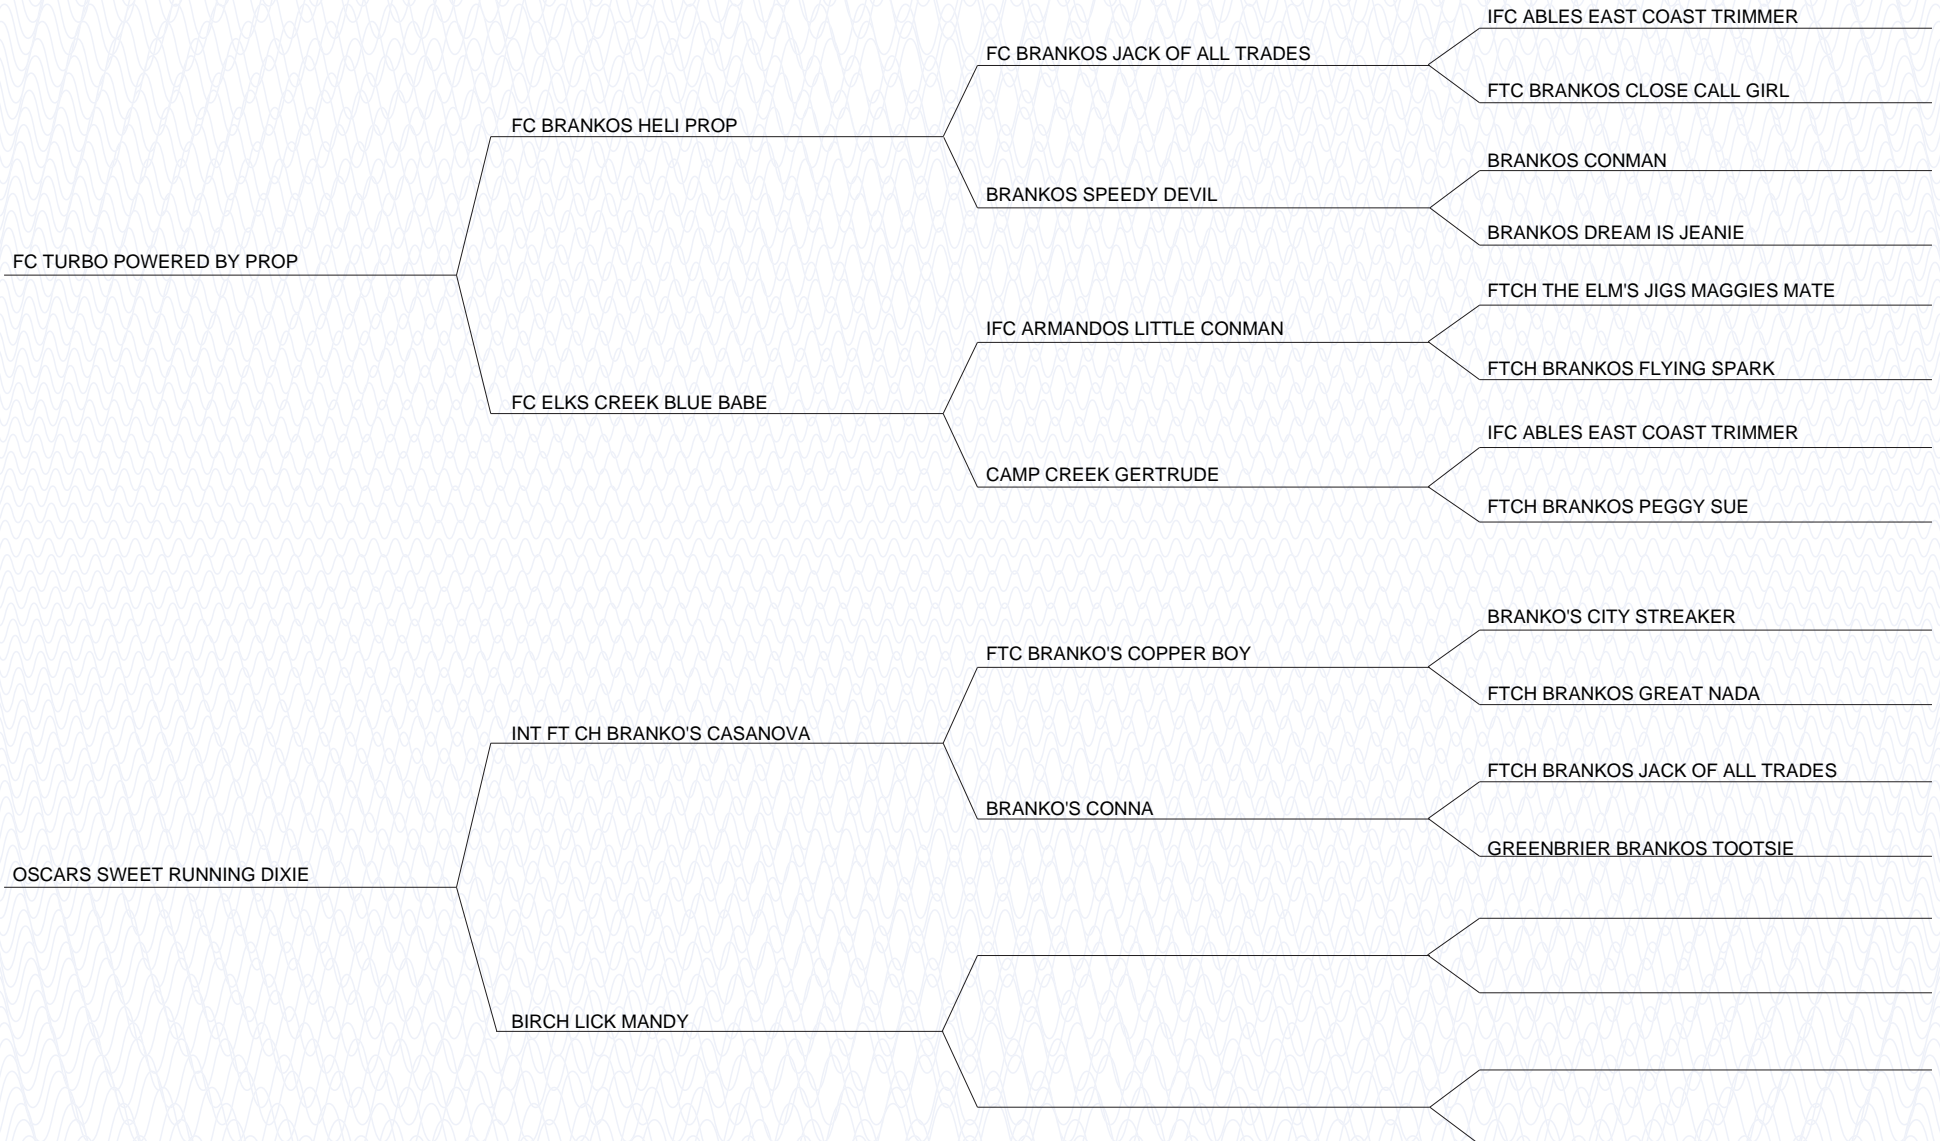 IFC ABLES EAST COAST TRIMMER
FC BRANKOS JACK OF ALL TRADES
FTC BRANKOS CLOSE CALL GIRL
FC BRANKOS HELI PROP
BRANKOS CONMAN
BRANKOS SPEEDY DEVIL
BRANKOS DREAM IS JEANIE
FC TURBO POWERED BY PROP
FTCH THE ELM'S JIGS MAGGIES MATE
IFC ARMANDOS LITTLE CONMAN
FTCH BRANKOS FLYING SPARK
FC ELKS CREEK BLUE BABE
IFC ABLES EAST COAST TRIMMER
CAMP CREEK GERTRUDE
FTCH BRANKOS PEGGY SUE
BRANKO'S CITY STREAKER
FTC BRANKO'S COPPER BOY
FTCH BRANKOS GREAT NADA
INT FT CH BRANKO'S CASANOVA
FTCH BRANKOS JACK OF ALL TRADES
BRANKO'S CONNA
GREENBRIER BRANKOS TOOTSIE
OSCARS SWEET RUNNING DIXIE
BIRCH LICK MANDY